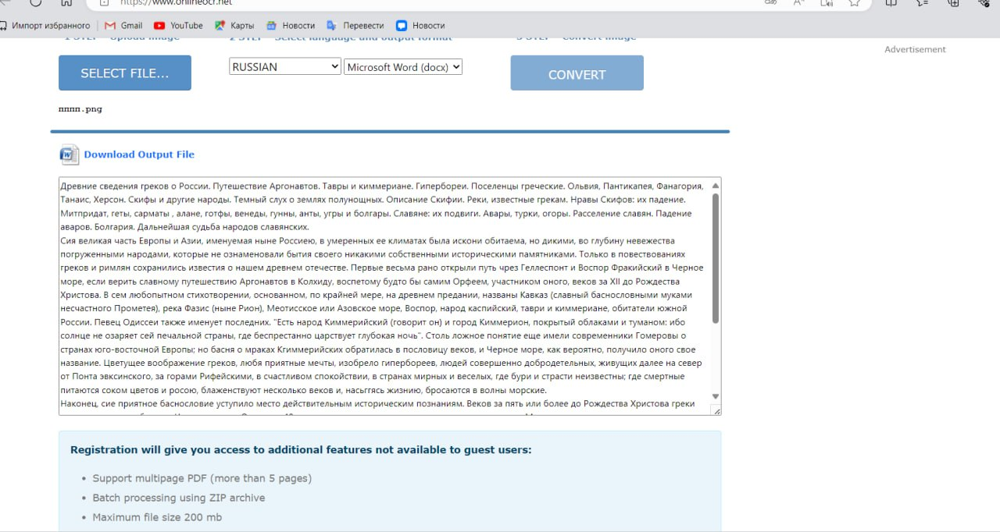 https://www.onlineocr.net
Импорт избранного Gmail YouTube Карты Новости Перевести Новости
1 STEP - Upload image 2 STEP - Select language and output format 3 STEP - Convert image
Advertisement
SELECT FILE... RUSSIAN Microsoft Word (docx) CONVERT
пппп.png
Download Output File
Древние сведения греков о России. Путешествие Аргонавтов. Тавры и киммериане. Гипербореи. Поселенцы греческие. Ольвия, Пантикапея, Фанагория,
Танаис, Херсон. Скифы и другие народы. Темный слух о землях полунощных. Описание Скифии. Реки, известные грекам. Нравы Скифов: их падение.
Митридат, геты, сарматы , алане, готфы, венеды, гунны, анты, угры и болгары. Славяне: их подвиги. Авары, турки, огоры. Расселение славян. Падение
аваров. Болгария. Дальнейшая судьба народов славянских.
Сия великая часть Европы и Азии, именуемая ныне Россиею, в умеренных ее климатах была искони обитаема, но дикими, во глубину невежества
погруженными народами, которые не ознаменовали бытия своего никакими собственными историческими памятниками. Только в повествованиях
греков и римлян сохранились известия о нашем древнем отечестве. Первые весьма рано открыли путь чрез Геллеспонт и Воспор Фракийский в Черное
море, если верить славному путешествию Аргонавтов в Колхиду, воспетому будто бы самим Орфеем, участником оного, веков за XII до Рождества
Христова. В сем любопытном стихотворении, основанном, по крайней мере, на древнем предании, названы Кавказ (славный баснословными муками
несчастного Прометея), река Фазис (ныне Рион), Меотисское или Азовское море, Воспор, народ каспийский, таври и киммериане, обитатели южной
России. Певец Одиссеи также именует последних. "Есть народ Киммерийский (говорит он) и город Киммерион, покрытый облаками и туманом: ибо
солнце не озаряет сей печальной страны, где беспрестанно царствует глубокая ночь". Столь ложное понятие еще имели современники Гомеровы о
странах юго-восточной Европы; но басня о мраках Кгиммерийских обратилась в пословицу веков, и Черное море, как вероятно, получило оного свое
название. Цветущее воображение греков, любя приятные мечты, изобрело гипербореев, людей совершенно добродетельных, живущих далее на север
от Понта эвксинского, за горами Рифейскими, в счастливом спокойствии, в странах мирных и веселых, где бури и страсти неизвестны; где смертные
питаются соком цветов и росою, блаженствуют несколько веков и, насыгясь жизнию, бросаются в волны морские.
Наконец, сие приятное баснословие уступило место действительным историческим познаниям. Веков за пять или более до Рождества Христова греки
Registration will give you access to additional features not available to guest users:
Support multipage PDF (more than 5 pages)
Batch processing using ZIP archive
Maximum file size 200 mb